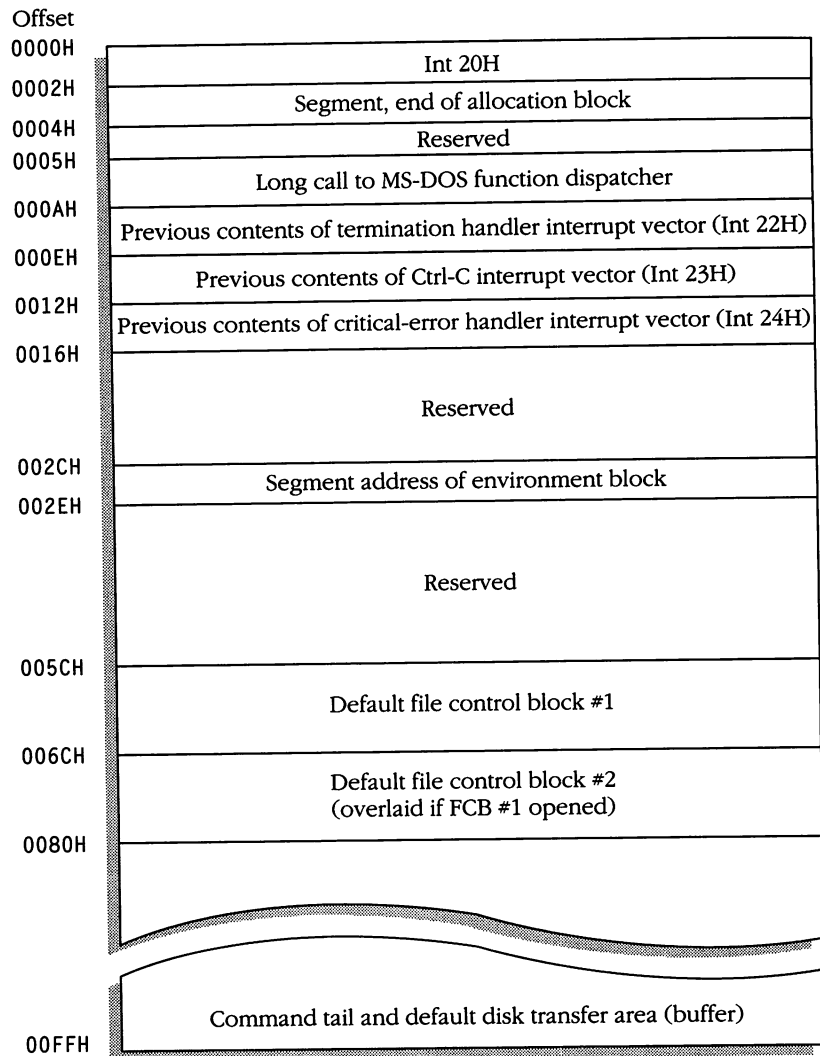 Offset
0000H
Int 20H
0002H
Segment, end of allocation block
0004H
Reserved
0005H
Long call to MS-DOS function dispatcher
000AH
Previous contents of termination handler interrupt vector (Int 22H)
000EH
Previous contents of Ctrl-C interrupt vector (Int 23H)
0012H
Previous contents of critical-error handler interrupt vector (Int 24H)
0016H
Reserved
002CH
Segment address of environment block
002EH
Reserved
005CH
Default file control block #1
006CH
Default file control block #2
(overlaid if FCB #1 opened)
0080H
Command tail and default disk transfer area (buffer)
00FFH